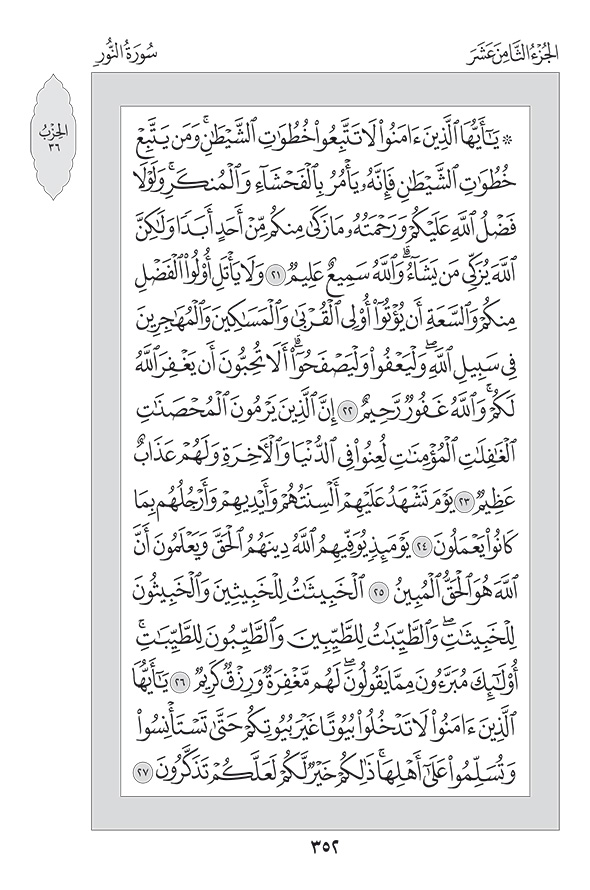 الجُزْءُ الثَّامِنَ عَشَرَ
سُورَةُ النُّورِ
الحِزْبُ
٣٦
۞ يَٰٓأَيُّهَا ٱلَّذِينَ ءَامَنُوا۟ لَا تَتَّبِعُوا۟ خُطُوَٰتِ ٱلشَّيْطَٰنِ ۚ وَمَن يَتَّبِعْ
خُطُوَٰتِ ٱلشَّيْطَٰنِ فَإِنَّهُۥ يَأْمُرُ بِٱلْفَحْشَآءِ وَٱلْمُنكَرِ ۚ وَلَوْلَا
فَضْلُ ٱللَّهِ عَلَيْكُمْ وَرَحْمَتُهُۥ مَا زَكَىٰ مِنكُم مِّنْ أَحَدٍ أَبَدًا وَلَٰكِنَّ
ٱللَّهَ يُزَكِّى مَن يَشَآءُ ۗ وَٱللَّهُ سَمِيعٌ عَلِيمٌ ٢١ وَلَا يَأْتَلِ أُو۟لُوا۟ ٱلْفَضْلِ
مِنكُمْ وَٱلسَّعَةِ أَن يُؤْتُوٓا۟ أُو۟لِى ٱلْقُرْبَىٰ وَٱلْمَسَٰكِينَ وَٱلْمُهَٰجِرِينَ
فِى سَبِيلِ ٱللَّهِ ۖ وَلْيَعْفُوا۟ وَلْيَصْفَحُوٓا۟ ۗ أَلَا تُحِبُّونَ أَن يَغْفِرَ ٱللَّهُ
لَكُمْ ۚ وَٱللَّهُ غَفُورٌ رَّحِيمٌ ٢٢ إِنَّ ٱلَّذِينَ يَرْمُونَ ٱلْمُحْصَنَٰتِ
ٱلْغَٰفِلَٰتِ ٱلْمُؤْمِنَٰتِ لُعِنُوا۟ فِى ٱلدُّنْيَا وَٱلْءَاخِرَةِ وَلَهُمْ عَذَابٌ
عَظِيمٌ ٢٣ يَوْمَ تَشْهَدُ عَلَيْهِمْ أَلْسِنَتُهُمْ وَأَيْدِيهِمْ وَأَرْجُلُهُم بِمَا
كَانُوا۟ يَعْمَلُونَ ٢٤ يَوْمَئِذٍ يُوَفِّيهِمُ ٱللَّهُ دِينَهُمُ ٱلْحَقَّ وَيَعْلَمُونَ أَنَّ
ٱللَّهَ هُوَ ٱلْحَقُّ ٱلْمُبِينُ ٢٥ ٱلْخَبِيثَٰتُ لِلْخَبِيثِينَ وَٱلْخَبِيثُونَ
لِلْخَبِيثَٰتِ ۖ وَٱلطَّيِّبَٰتُ لِلطَّيِّبِينَ وَٱلطَّيِّبُونَ لِلطَّيِّبَٰتِ ۚ
أُو۟لَٰٓئِكَ مُبَرَّءُونَ مِمَّا يَقُولُونَ ۖ لَهُم مَّغْفِرَةٌ وَرِزْقٌ كَرِيمٌ ٢٦ يَٰٓأَيُّهَا
ٱلَّذِينَ ءَامَنُوا۟ لَا تَدْخُلُوا۟ بُيُوتًا غَيْرَ بُيُوتِكُمْ حَتَّىٰ تَسْتَأْنِسُوا۟
وَتُسَلِّمُوا۟ عَلَىٰٓ أَهْلِهَا ۚ ذَٰلِكُمْ خَيْرٌ لَّكُمْ لَعَلَّكُمْ تَذَكَّرُونَ ٢٧
٣٥٢